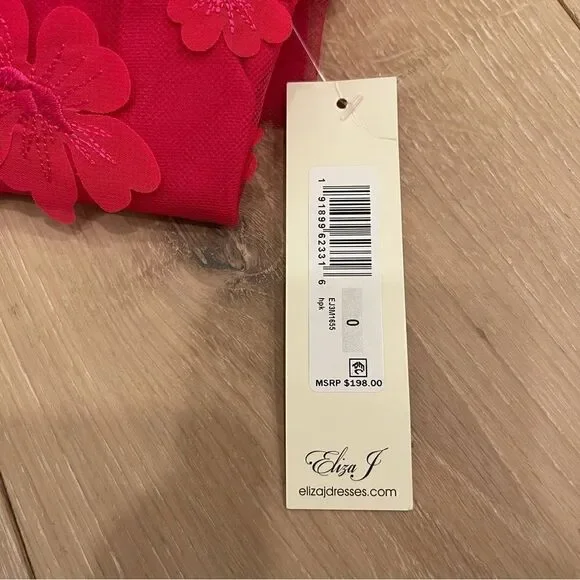 1 91899 62331 6
EJ3M1655
hpk
0
MSRP $198.00
Eliza J
elizajdresses.com